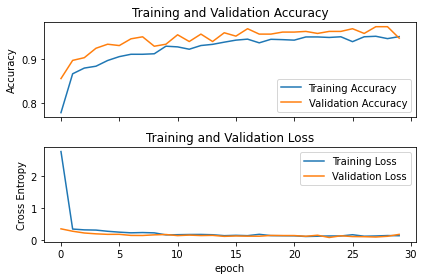 Training and Validation Accuracy
Accuracy
0.9
0.8
Training Accuracy
Validation Accuracy
Training and Validation Loss
Cross Entropy
2
1
0
Training Loss
Validation Loss
0 5 10 15 20 25 30
epoch